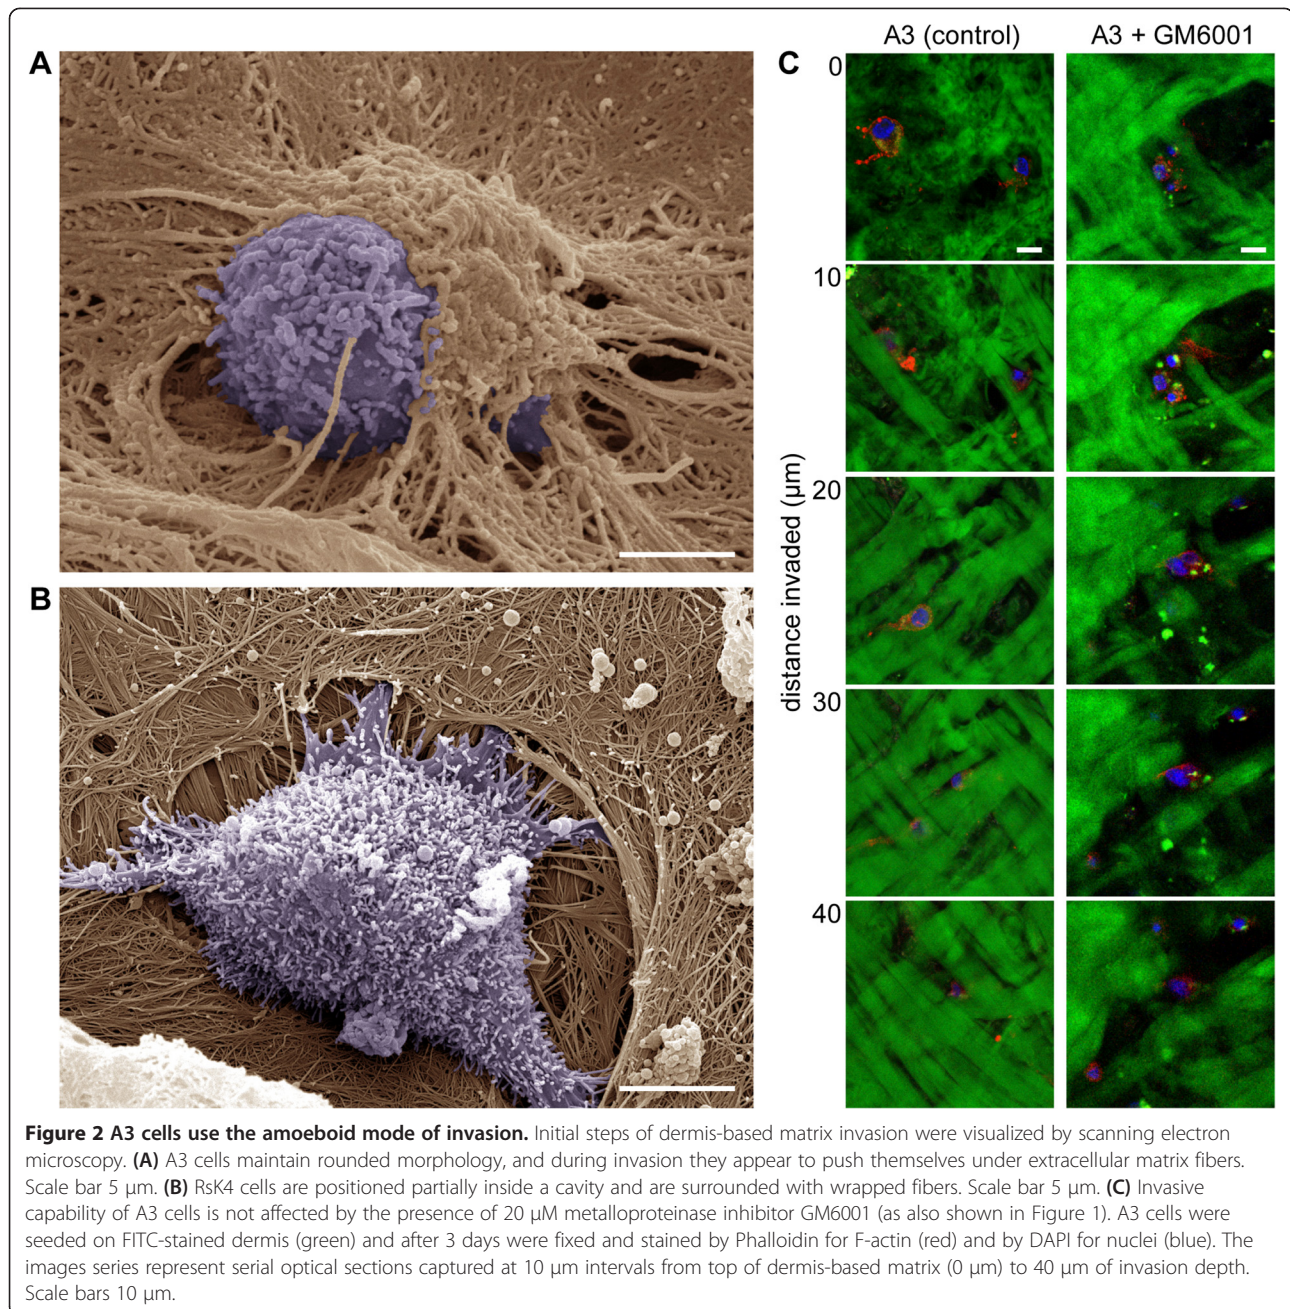 A3 (control)
A3 + GM6001
A
C
0
10
20
30
40
distance invaded (µm)
B
Figure 2 A3 cells use the amoeboid mode of invasion. Initial steps of dermis-based matrix invasion were visualized by scanning electron
microscopy. (A) A3 cells maintain rounded morphology, and during invasion they appear to push themselves under extracellular matrix fibers.
Scale bar 5 µm. (B) RsK4 cells are positioned partially inside a cavity and are surrounded with wrapped fibers. Scale bar 5 µm. (C) Invasive
capability of A3 cells is not affected by the presence of 20 µM metalloproteinase inhibitor GM6001 (as also shown in Figure 1). A3 cells were
seeded on FITC-stained dermis (green) and after 3 days were fixed and stained by Phalloidin for F-actin (red) and by DAPI for nuclei (blue). The
images series represent serial optical sections captured at 10 µm intervals from top of dermis-based matrix (0 µm) to 40 µm of invasion depth.
Scale bars 10 µm.